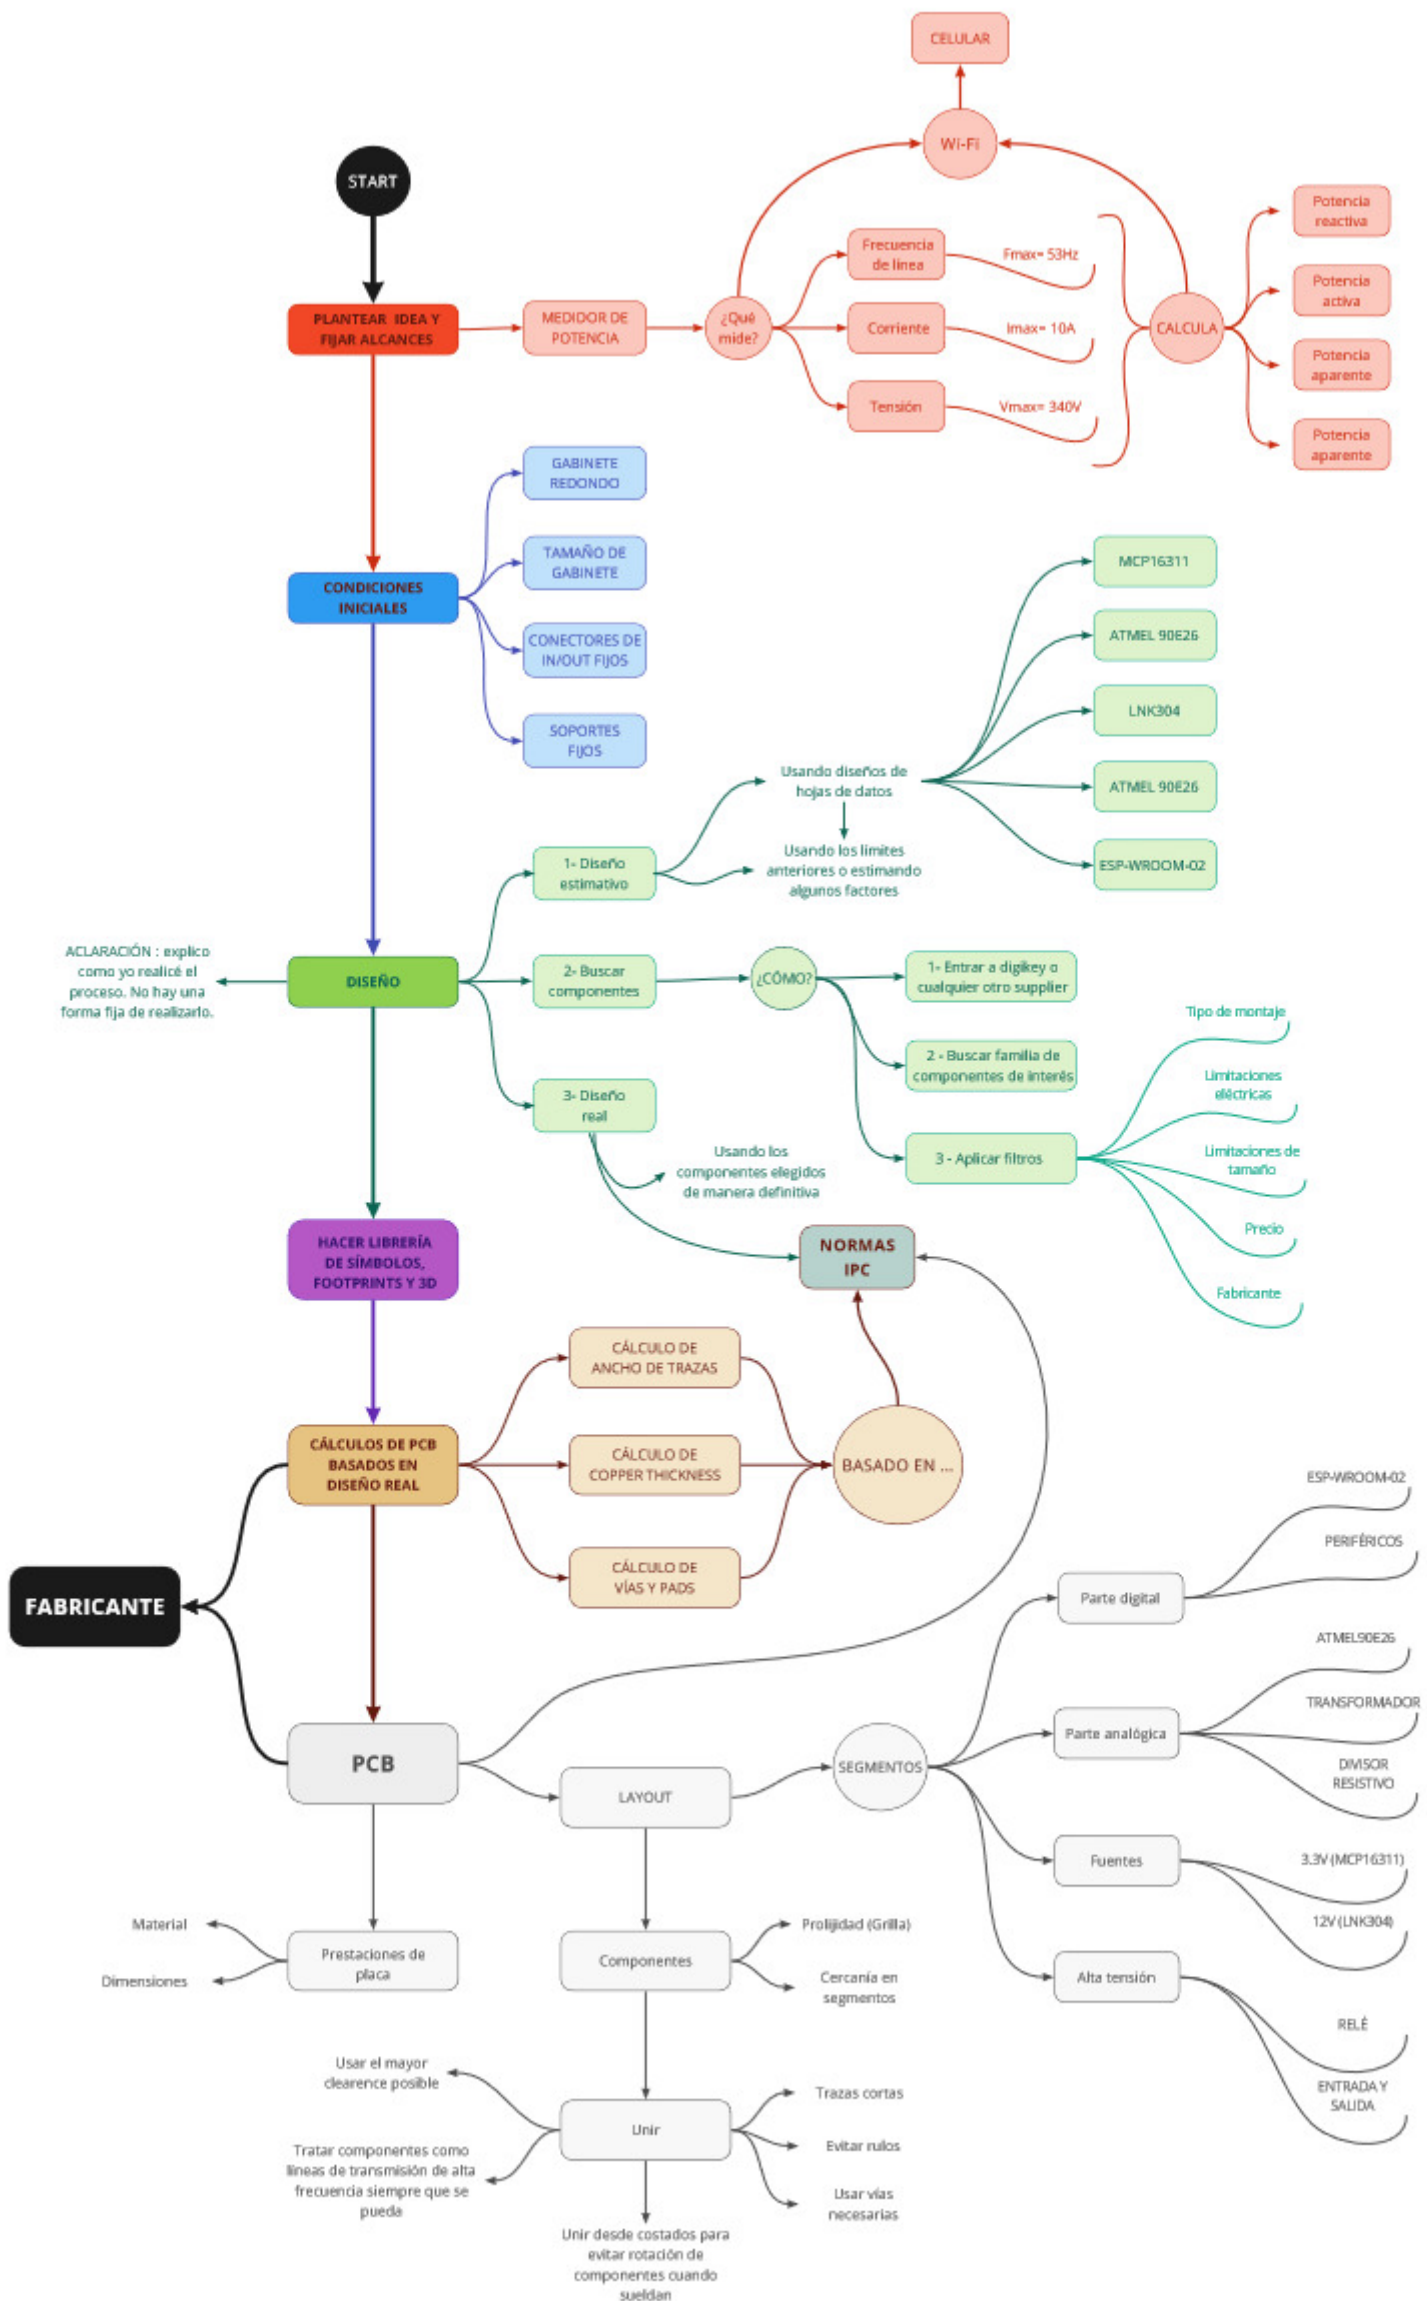 CELULAR
Wi-Fi
START
PLANTEAR IDEA Y
FIJAR ALCANCES
MEDIDOR DE
POTENCIA
¿Qué
mide?
Frecuencia
de línea
Fmax= 53Hz
Corriente
Imax= 10A
Tensión
Vmax= 340V
CALCULA
Potencia
reactiva
Potencia
activa
Potencia
aparente
Potencia
aparente
CONDICIONES
INICIALES
GABINETE
REDONDO
TAMAÑO DE
GABINETE
CONECTORES DE
IN/OUT FIJOS
SOPORTES
FIJOS
MCP16311
ATMEL 90E26
LNK304
ATMEL 90E26
ESP-WROOM-02
Usando diseños de
hojas de datos
Usando los limites
anteriores o estimando
algunos factores
1- Diseño
estimativo
ACLARACIÓN : explico
como yo realicé el
proceso. No hay una
forma fija de realizarlo.
DISEÑO
2- Buscar
componentes
¿CÓMO?
1- Entrar a digikey o
cualquier otro supplier
2 - Buscar familia de
componentes de interés
3 - Aplicar filtros
Tipo de montaje
Limitaciones
eléctricas
Limitaciones de
tamaño
Precio
Fabricante
3- Diseño
real
Usando los
componentes elegidos
de manera definitiva
NORMAS
IPC
HACER LIBRERÍA
DE SÍMBOLOS,
FOOTPRINTS Y 3D
CÁLCULOS DE PCB
BASADOS EN
DISEÑO REAL
CÁLCULO DE
ANCHO DE TRAZAS
CÁLCULO DE
COPPER THICKNESS
CÁLCULO DE
VÍAS Y PADS
BASADO EN ...
FABRICANTE
PCB
LAYOUT
SEGMENTOS
Parte digital
ESP-WROOM-02
PERIFÉRICOS
Parte analógica
ATMEL90E26
TRANSFORMADOR
DIVISOR
RESISTIVO
Fuentes
3.3V (MCP16311)
12V (LNK304)
Alta tensión
RELÉ
ENTRADA Y
SALIDA
Material
Dimensiones
Prestaciones de
placa
Componentes
Prolijidad (Grilla)
Cercanía en
segmentos
Usar el mayor
clearence posible
Tratar componentes como
líneas de transmisión de alta
frecuencia siempre que se
pueda
Unir
Trazas cortas
Evitar rulos
Usar vías
necesarias
Unir desde costados para
evitar rotación de
componentes cuando
sueldan